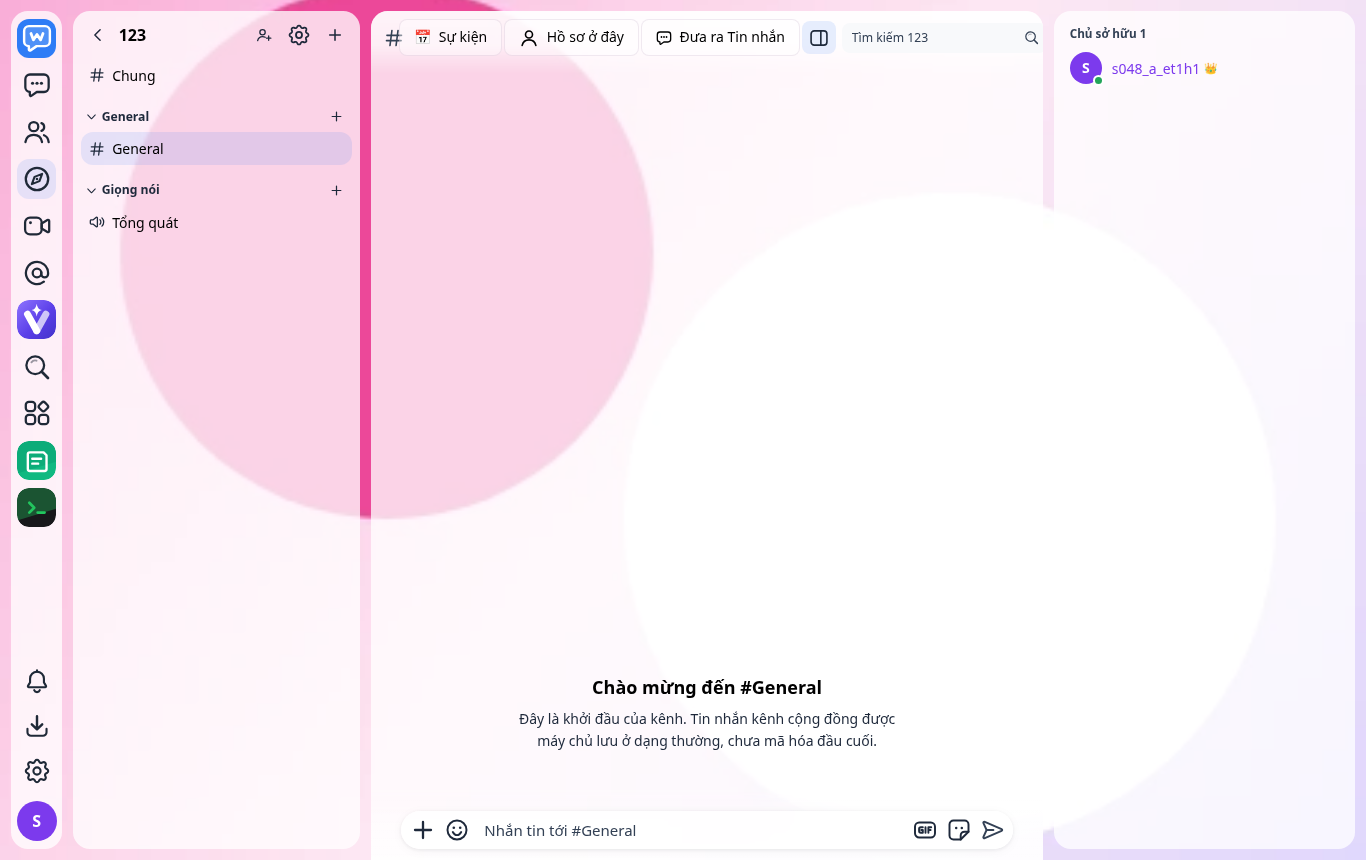 123
# Chung
General
# General
Giọng nói
Tổng quát
# 📅 Sự kiện
Hồ sơ ở đây
Đưa ra Tin nhắn
Tìm kiếm 123
Chào mừng đến #General
Đây là khởi đầu của kênh. Tin nhắn kênh cộng đồng được
máy chủ lưu ở dạng thường, chưa mã hóa đầu cuối.
Nhắn tin tới #General
GIF
Chủ sở hữu 1
S
s048_a_et1h1 👑
S